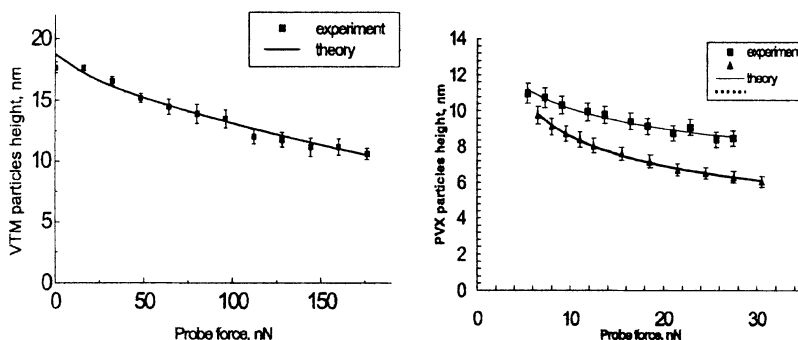 20
15
10
5
0
VTM particles height, nm
experiment
theory
0 50 100 150
Probe force, nN
14
12
10
8
6
4
2
0
PVX particles height, nm
experiment
theory
0 10 20 30
Probe force, nN